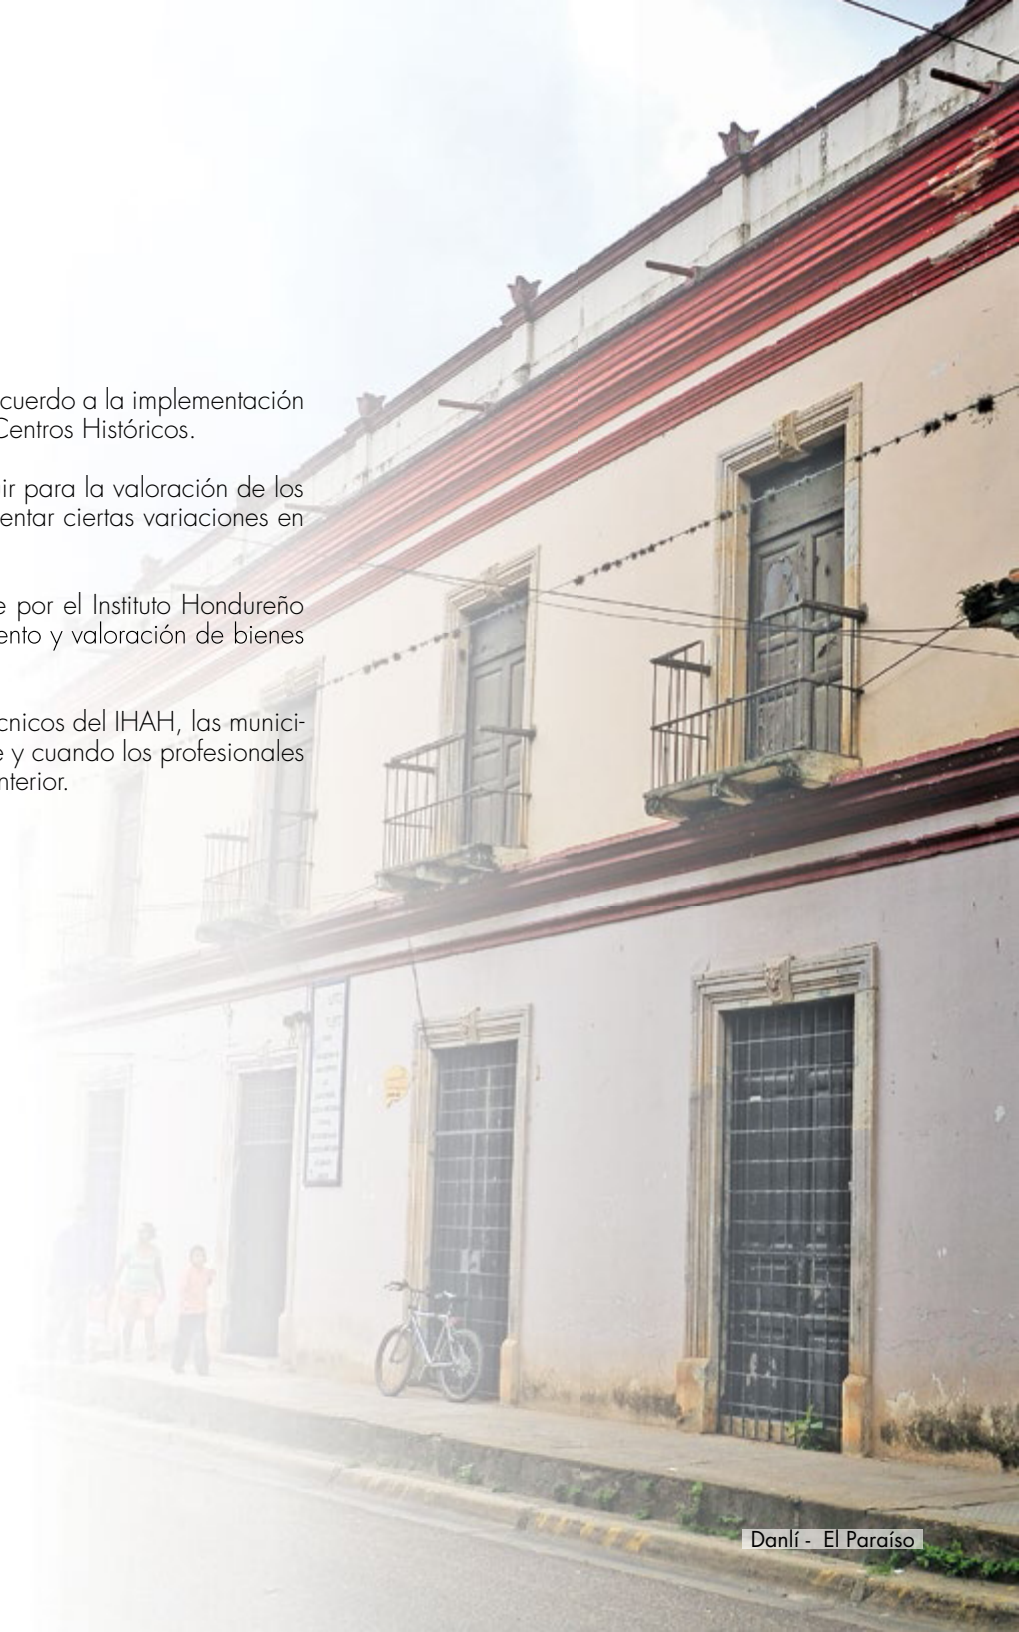 cuerdo a la implementación
Centros Históricos.
ir para la valoración de los
entar ciertas variaciones en
e por el Instituto Hondureño
ento y valoración de bienes
cnicos del IHAH, las munici-
e y cuando los profesionales
nterior.
Danlí - El Paraíso